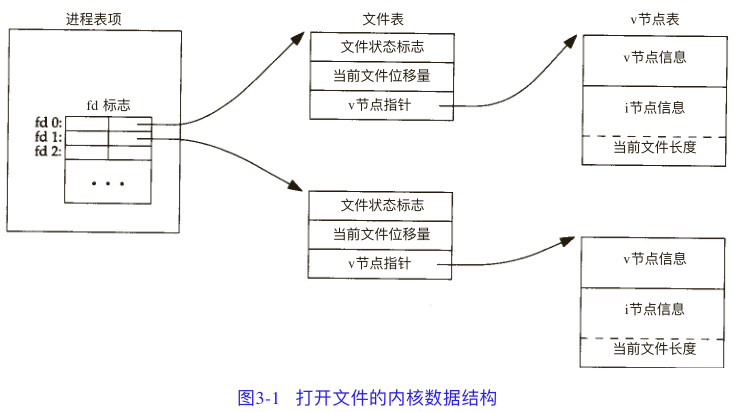 进程表项
fd 标志
fd 0:
fd 1:
fd 2:
• • •
文件表
文件状态标志
当前文件位移量
v节点指针
文件状态标志
当前文件位移量
v节点指针
v节点表
v节点信息
i节点信息
当前文件长度
v节点信息
i节点信息
当前文件长度
图3-1 打开文件的内核数据结构